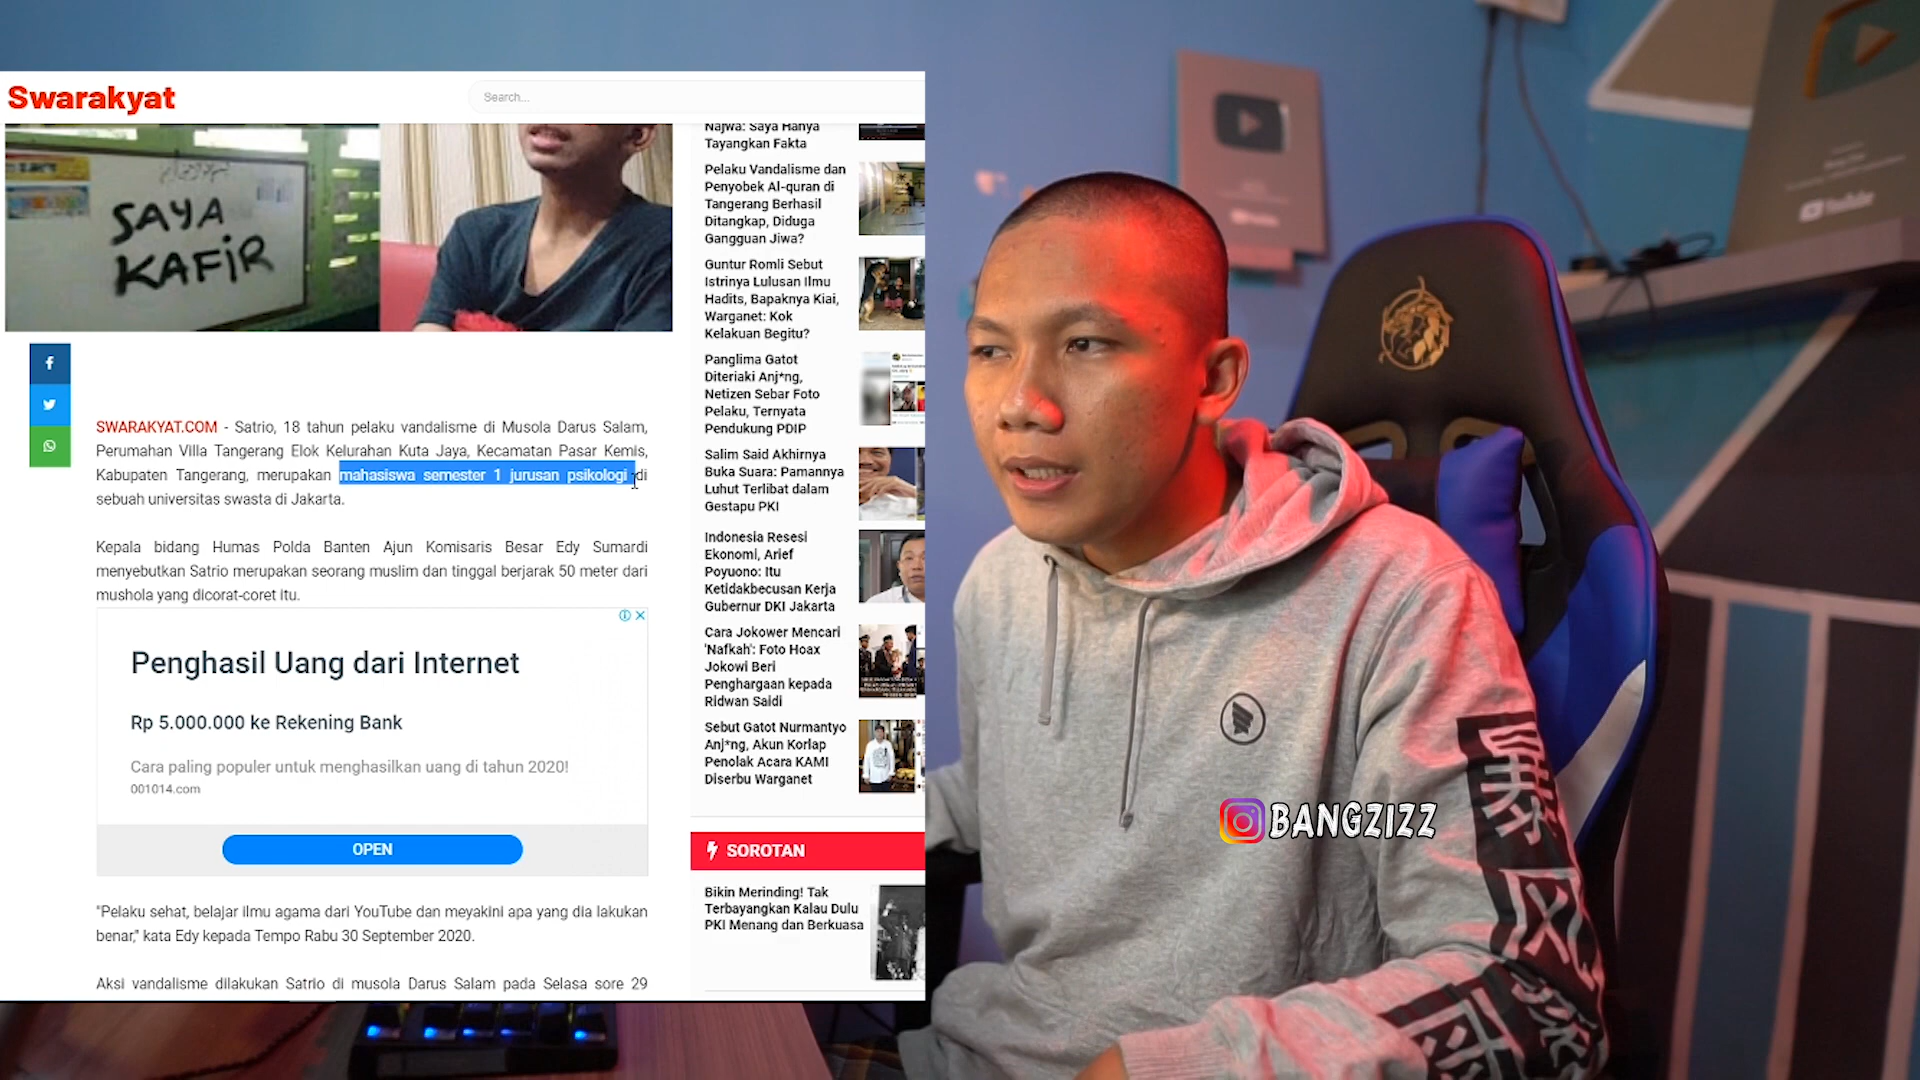 Swarakyat
Search...
SAYA
KAFIR
SWARAKYAT.COM - Satrio, 18 tahun pelaku vandalisme di Musola Darus Salam,
Perumahan Villa Tangerang Elok Kelurahan Kuta Jaya, Kecamatan Pasar Kemis,
Kabupaten Tangerang, merupakan mahasiswa semester 1 jurusan psikologi di
sebuah universitas swasta di Jakarta.
Kepala bidang Humas Polda Banten Ajun Komisaris Besar Edy Sumardi
menyebutkan Satrio merupakan seorang muslim dan tinggal berjarak 50 meter dari
mushola yang dicorat-coret itu.
Penghasil Uang dari Internet
Rp 5.000.000 ke Rekening Bank
Cara paling populer untuk menghasilkan uang di tahun 2020!
001014.com
OPEN
"Pelaku sehat, belajar ilmu agama dari YouTube dan meyakini apa yang dia lakukan
benar," kata Edy kepada Tempo Rabu 30 September 2020.
Aksi vandalisme dilakukan Satrio di musola Darus Salam pada Selasa sore 29
Najwa: Saya Hanya
Tayangkan Fakta
Pelaku Vandalisme dan
Penyobek Al-quran di
Tangerang Berhasil
Ditangkap, Diduga
Gangguan Jiwa?
Guntur Romli Sebut
Istrinya Lulusan Ilmu
Hadits, Bapaknya Kiai,
Warganet: Kok
Kelakuan Begitu?
Panglima Gatot
Diteriaki Anj*ng,
Netizen Sebar Foto
Pelaku, Ternyata
Pendukung PDIP
Salim Said Akhirnya
Buka Suara: Pamannya
Luhut Terlibat dalam
Gestapu PKI
Indonesia Resesi
Ekonomi, Arief
Poyuono: Itu
Ketidakbecusan Kerja
Gubernur DKI Jakarta
Cara Jokower Mencari
'Nafkah': Foto Hoax
Jokowi Beri
Penghargaan kepada
Ridwan Saidi
Sebut Gatot Nurmantyo
Anj*ng, Akun Korlap
Penolak Acara KAMI
Diserbu Warganet
SOROTAN
Bikin Merinding! Tak
Terbayangkan Kalau Dulu
PKI Menang dan Berkuasa
YouTube
BANGZIZZ